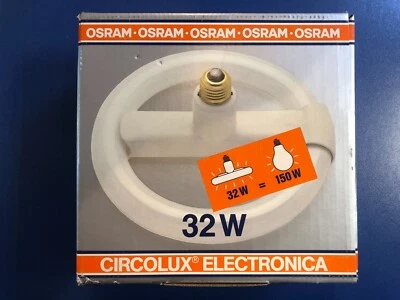 OSRAM·OSRAM·OSRAM·OSRAM·OSRAM
32 W = 150 W
32 W
CIRCOLUX® ELECTRONICA